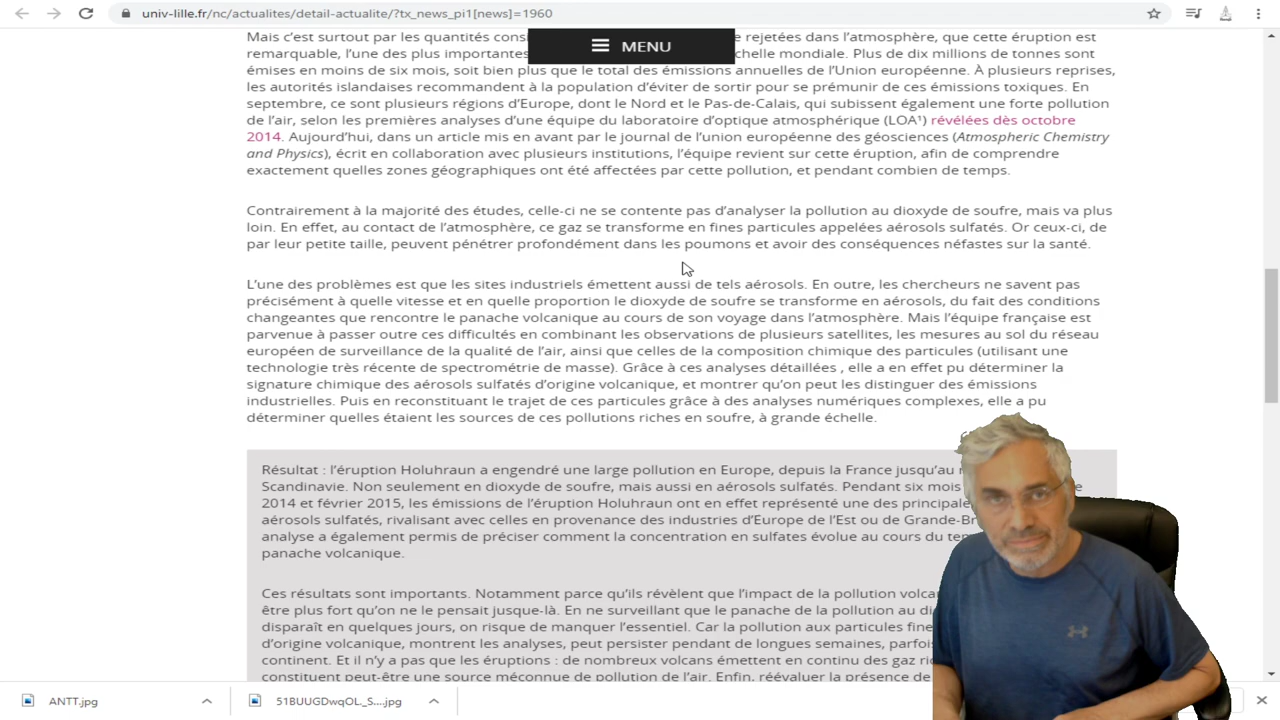 univ-lille.fr/nc/actualites/detail-actualite/?tx_news_pi1[news]=1960
MENU
Mais c'est surtout par les quantités rejetées dans l'atmosphère, que cette éruption est
remarquable, l'une des plus importantes échelle mondiale. Plus de dix millions de tonnes sont
émises en moins de six mois, soit bien plus que le total des émissions annuelles de l'Union européenne. À plusieurs reprises,
les autorités islandaises recommandent à la population d'éviter de sortir pour se prémunir de ces émissions toxiques. En
septembre, ce sont plusieurs régions d'Europe, dont le Nord et le Pas-de-Calais, qui subissent également une forte pollution
de l'air, selon les premières analyses d'une équipe du laboratoire d'optique atmosphérique (LOA¹) révélées dès octobre
2014. Aujourd'hui, dans un article mis en avant par le journal de l'union européenne des géosciences (Atmospheric Chemistry
and Physics), écrit en collaboration avec plusieurs institutions, l'équipe revient sur cette éruption, afin de comprendre
exactement quelles zones géographiques ont été affectées par cette pollution, et pendant combien de temps.
Contrairement à la majorité des études, celle-ci ne se contente pas d'analyser la pollution au dioxyde de soufre, mais va plus
loin. En effet, au contact de l'atmosphère, ce gaz se transforme en fines particules appelées aérosols sulfatés. Or ceux-ci, de
par leur petite taille, peuvent pénétrer profondément dans les poumons et avoir des conséquences néfastes sur la santé.
L'une des problèmes est que les sites industriels émettent aussi de tels aérosols. En outre, les chercheurs ne savent pas
précisément à quelle vitesse et en quelle proportion le dioxyde de soufre se transforme en aérosols, du fait des conditions
changeantes que rencontre le panache volcanique au cours de son voyage dans l'atmosphère. Mais l'équipe française est
parvenue à passer outre ces difficultés en combinant les observations de plusieurs satellites, les mesures au sol du réseau
européen de surveillance de la qualité de l'air, ainsi que celles de la composition chimique des particules (utilisant une
technologie très récente de spectrométrie de masse). Grâce à ces analyses détaillées , elle a en effet pu déterminer la
signature chimique des aérosols sulfatés d'origine volcanique, et montrer qu'on peut les distinguer des émissions
industrielles. Puis en reconstituant le trajet de ces particules grâce à des analyses numériques complexes, elle a pu
déterminer quelles étaient les sources de ces pollutions riches en soufre, à grande échelle.
Résultat : l'éruption Holuhraun a engendré une large pollution en Europe, depuis la France jusqu'au
Scandinavie. Non seulement en dioxyde de soufre, mais aussi en aérosols sulfatés. Pendant six mois
2014 et février 2015, les émissions de l'éruption Holuhraun ont en effet représenté une des
aérosols sulfatés, rivalisant avec celles en provenance des industries d'Europe de l'Est ou de
analyse a également permis de préciser comment la concentration en sulfates évolue au cours du
panache volcanique.
Ces résultats sont importants. Notamment parce qu'ils révèlent que l'impact de la pollution
être plus fort qu'on ne le pensait jusque-là. En ne surveillant que le panache de la pollution au
disparaît en quelques jours, on risque de manquer l'essentiel. Car la pollution aux particules
d'origine volcanique, montrent les analyses, peut persister pendant de longues semaines,
continent. Et il n'y a pas que les éruptions : de nombreux volcans émettent en continu des gaz
constituent peut-être une source méconnue de pollution de l'air. Enfin, réévaluer la présence de
ANTT.jpg
51BUUGDwqOL._S....jpg